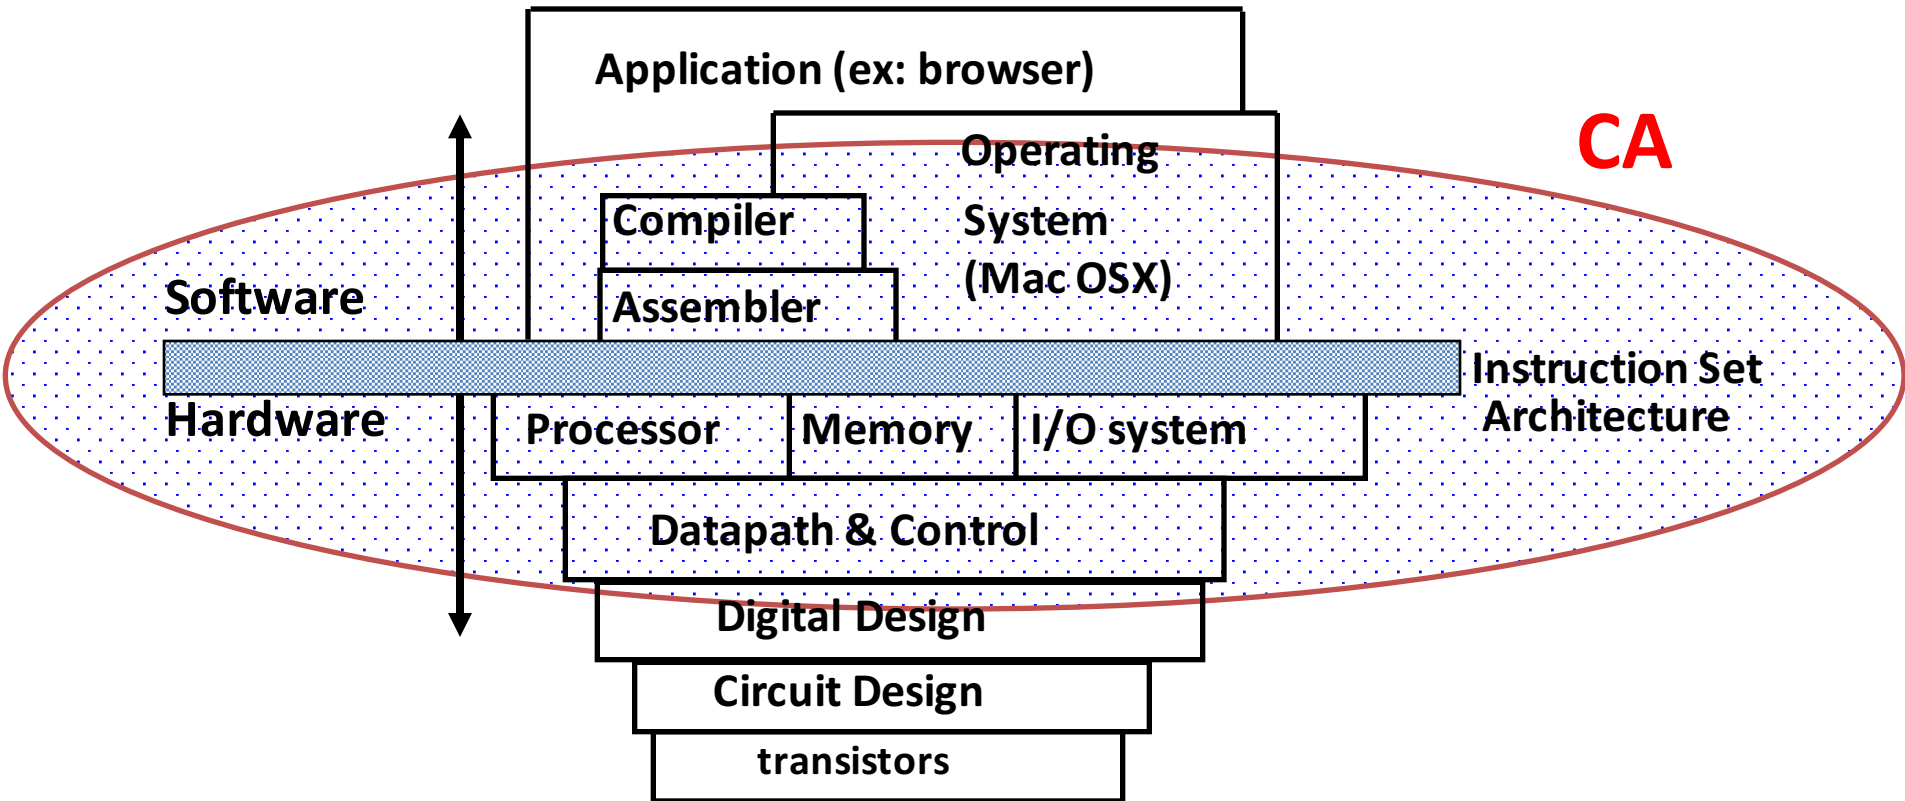 Application (ex: browser)
CA
Operating
Compiler
System
(Mac OSX)
Software
Assembler
Instruction Set
Architecture
Hardware
Processor
Memory
I/O system
Datapath & Control
Digital Design
Circuit Design
transistors